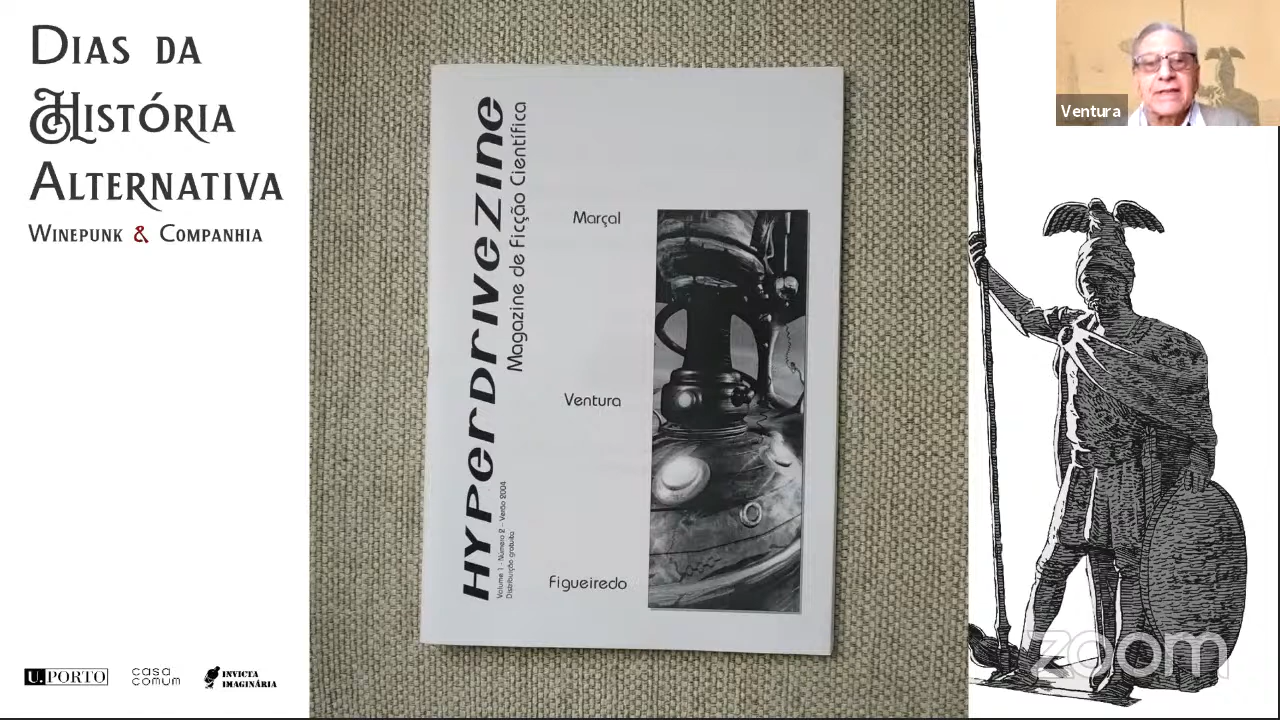 DIAS DA
HISTÓRIA
ALTERNATIVA
WINEPUNK & COMPANHIA
HYPERDRIVEZINE
Magazine de Ficção Científica
Volume 1 - Número 2 - Verão 2004
Distribuição gratuita
Marçal
Ventura
Figueiredo
Ventura
U.PORTO
casa
comum
INVICTA
IMAGINÁRIA
zoom